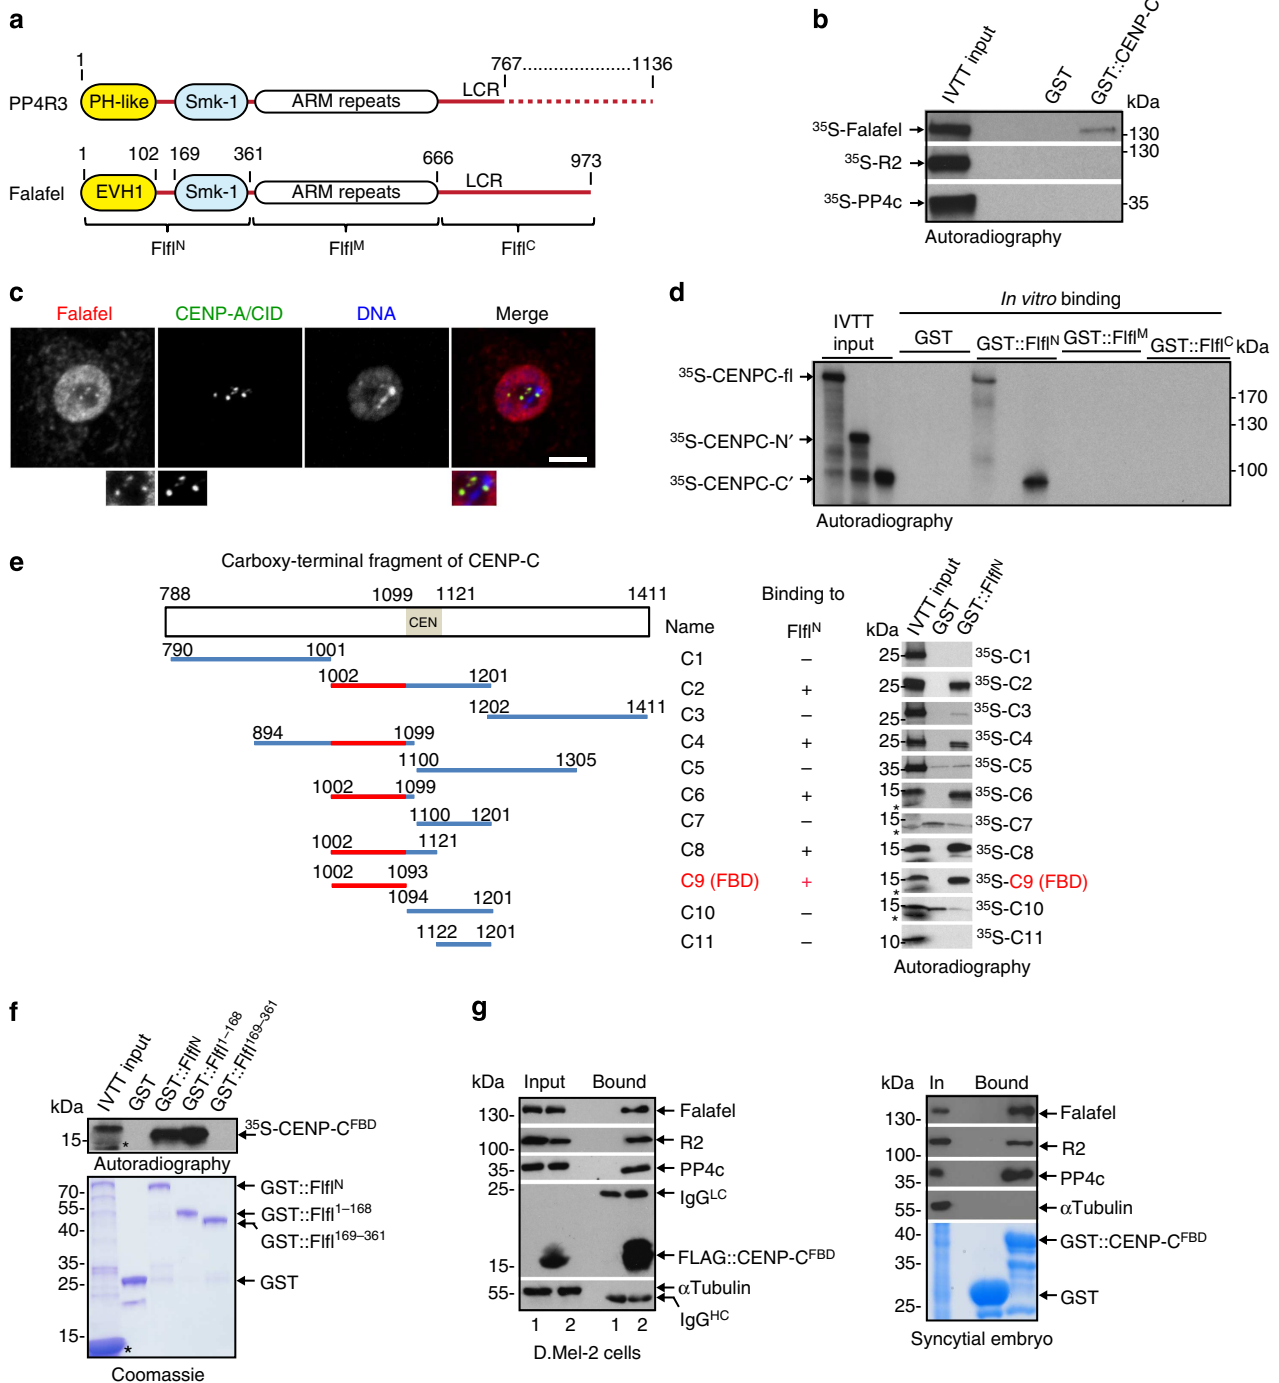 a
1
767.....................1136
PP4R3
PH-like
Smk-1
ARM repeats
LCR
1 102 169 361 666 973
Falafel
EVH1
Smk-1
ARM repeats
LCR
Flflᴺ
Flflᴹ
Flflᶜ
b
IVTT input
GST
GST::CENP-C
kDa
³⁵S-Falafel
130
130
³⁵S-R2
³⁵S-PP4c
35
Autoradiography
c
Falafel
CENP-A/CID
DNA
Merge
d
In vitro binding
IVTT input
GST
GST::Flflᴺ
GST::Flflᴹ
GST::Flflᶜ
kDa
³⁵S-CENPC-fl
170
130
³⁵S-CENPC-N′
100
³⁵S-CENPC-C′
Autoradiography
e
Carboxy-terminal fragment of CENP-C
788 1099 1121 1411
CEN
Name
Binding to Flflᴺ
kDa
IVTT input
GST
GST::Flflᴺ
790 1001
C1 –
25
³⁵S-C1
1002 1201
C2 +
25
³⁵S-C2
1202 1411
C3 –
25
³⁵S-C3
894 1099
C4 +
25
³⁵S-C4
1100 1305
C5 –
35
³⁵S-C5
1002 1099
C6 +
15
*
³⁵S-C6
1100 1201
C7 –
15
*
³⁵S-C7
1002 1121
C8 +
15
³⁵S-C8
1002 1093
C9 (FBD) +
15
*
³⁵S-C9 (FBD)
1094 1201
C10 –
15
*
³⁵S-C10
1122 1201
C11 –
10
³⁵S-C11
Autoradiography
f
IVTT input
GST
GST::Flflᴺ
GST::Flfl¹⁻¹⁶⁸
GST::Flfl¹⁶⁹⁻³⁶¹
kDa
15-
*
³⁵S-CENP-Cᶠᴮᴰ
Autoradiography
70-
55-
40-
35-
25-
15-
*
GST::Flflᴺ
GST::Flfl¹⁻¹⁶⁸
GST::Flfl¹⁶⁹⁻³⁶¹
GST
Coomassie
g
kDa Input Bound
130- Falafel
100- R2
35- PP4c
25- IgGᴸᶜ
15- FLAG::CENP-Cᶠᴮᴰ
55- αTubulin
IgGᴴᶜ
1 2 1 2
D.Mel-2 cells
kDa In Bound
130- Falafel
100- R2
35- PP4c
αTubulin
40- GST::CENP-Cᶠᴮᴰ
35-
25- GST
Syncytial embryo